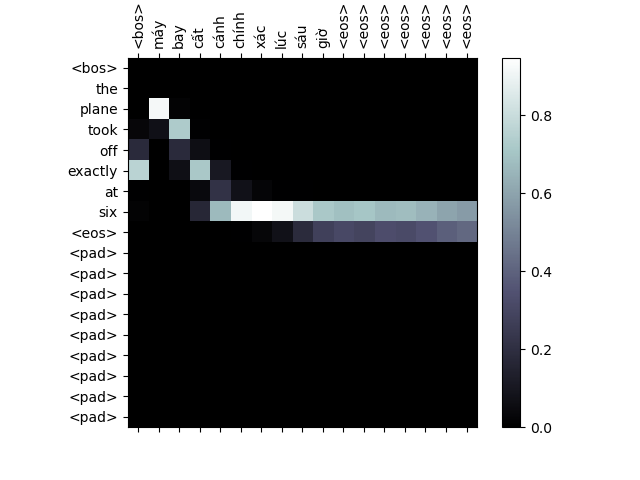 <bos> máy bay cất cánh chính xác lúc sáu giờ <eos> <eos> <eos> <eos> <eos> <eos> <eos>
<bos>
the
plane
took
off
exactly
at
six
<eos>
<pad>
<pad>
<pad>
<pad>
<pad>
<pad>
<pad>
<pad>
<pad>
0.8
0.6
0.4
0.2
0.0